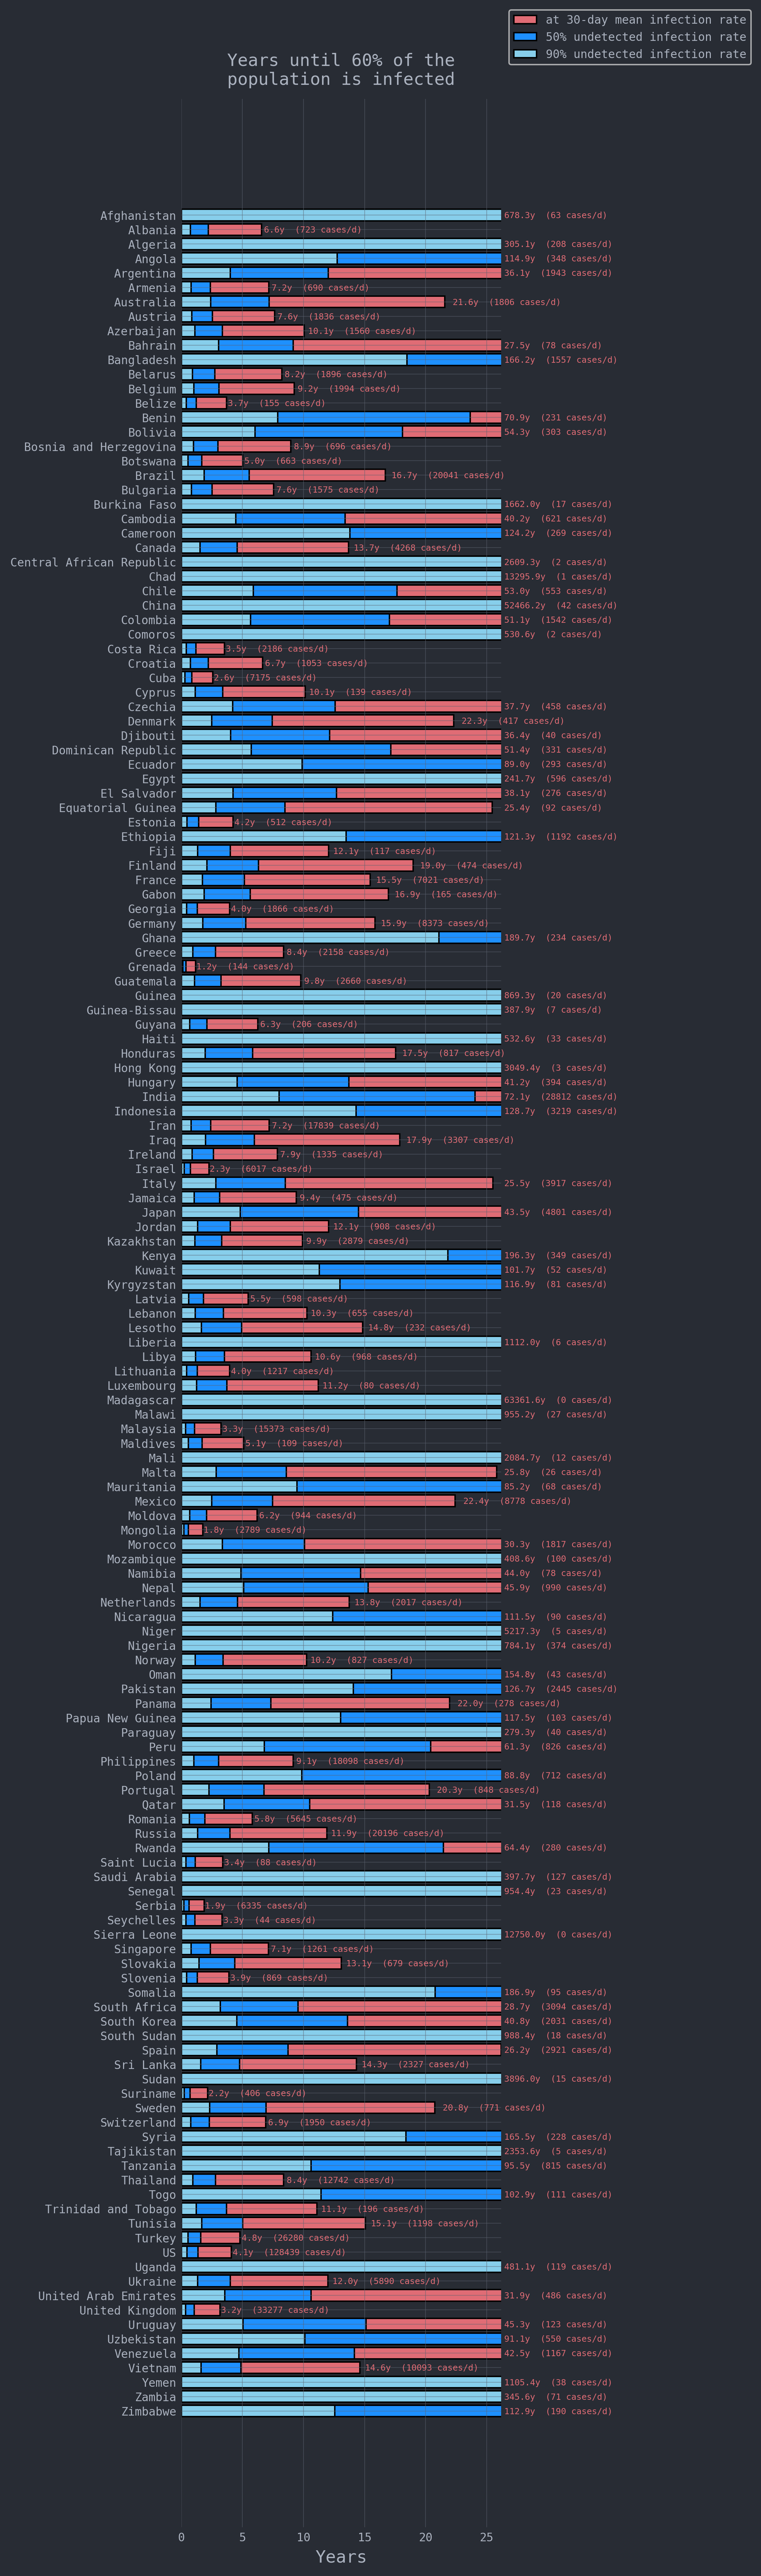 at 30-day mean infection rate
50% undetected infection rate
90% undetected infection rate
Years until 60% of the
population is infected
Afghanistan 678.3y (63 cases/d)
Albania 6.6y (723 cases/d)
Algeria 305.1y (208 cases/d)
Angola 114.9y (348 cases/d)
Argentina 36.1y (1943 cases/d)
Armenia 7.2y (690 cases/d)
Australia 21.6y (1806 cases/d)
Austria 7.6y (1836 cases/d)
Azerbaijan 10.1y (1560 cases/d)
Bahrain 27.5y (78 cases/d)
Bangladesh 166.2y (1557 cases/d)
Belarus 8.2y (1896 cases/d)
Belgium 9.2y (1994 cases/d)
Belize 3.7y (155 cases/d)
Benin 70.9y (231 cases/d)
Bolivia 54.3y (303 cases/d)
Bosnia and Herzegovina 8.9y (696 cases/d)
Botswana 5.0y (663 cases/d)
Brazil 16.7y (20041 cases/d)
Bulgaria 7.6y (1575 cases/d)
Burkina Faso 1662.0y (17 cases/d)
Cambodia 40.2y (621 cases/d)
Cameroon 124.2y (269 cases/d)
Canada 13.7y (4268 cases/d)
Central African Republic 2609.3y (2 cases/d)
Chad 13295.9y (1 cases/d)
Chile 53.0y (553 cases/d)
China 52466.2y (42 cases/d)
Colombia 51.1y (1542 cases/d)
Comoros 530.6y (2 cases/d)
Costa Rica 3.5y (2186 cases/d)
Croatia 6.7y (1053 cases/d)
Cuba 2.6y (7175 cases/d)
Cyprus 10.1y (139 cases/d)
Czechia 37.7y (458 cases/d)
Denmark 22.3y (417 cases/d)
Djibouti 36.4y (40 cases/d)
Dominican Republic 51.4y (331 cases/d)
Ecuador 89.0y (293 cases/d)
Egypt 241.7y (596 cases/d)
El Salvador 38.1y (276 cases/d)
Equatorial Guinea 25.4y (92 cases/d)
Estonia 4.2y (512 cases/d)
Ethiopia 121.3y (1192 cases/d)
Fiji 12.1y (117 cases/d)
Finland 19.0y (474 cases/d)
France 15.5y (7021 cases/d)
Gabon 16.9y (165 cases/d)
Georgia 4.0y (1866 cases/d)
Germany 15.9y (8373 cases/d)
Ghana 189.7y (234 cases/d)
Greece 8.4y (2158 cases/d)
Grenada 1.2y (144 cases/d)
Guatemala 9.8y (2660 cases/d)
Guinea 869.3y (20 cases/d)
Guinea-Bissau 387.9y (7 cases/d)
Guyana 6.3y (206 cases/d)
Haiti 532.6y (33 cases/d)
Honduras 17.5y (817 cases/d)
Hong Kong 3049.4y (3 cases/d)
Hungary 41.2y (394 cases/d)
India 72.1y (28812 cases/d)
Indonesia 128.7y (3219 cases/d)
Iran 7.2y (17839 cases/d)
Iraq 17.9y (3307 cases/d)
Ireland 7.9y (1335 cases/d)
Israel 2.3y (6017 cases/d)
Italy 25.5y (3917 cases/d)
Jamaica 9.4y (475 cases/d)
Japan 43.5y (4801 cases/d)
Jordan 12.1y (908 cases/d)
Kazakhstan 9.9y (2879 cases/d)
Kenya 196.3y (349 cases/d)
Kuwait 101.7y (52 cases/d)
Kyrgyzstan 116.9y (81 cases/d)
Latvia 5.5y (598 cases/d)
Lebanon 10.3y (655 cases/d)
Lesotho 14.8y (232 cases/d)
Liberia 1112.0y (6 cases/d)
Libya 10.6y (968 cases/d)
Lithuania 4.0y (1217 cases/d)
Luxembourg 11.2y (80 cases/d)
Madagascar 63361.6y (0 cases/d)
Malawi 955.2y (27 cases/d)
Malaysia 3.3y (15373 cases/d)
Maldives 5.1y (109 cases/d)
Mali 2084.7y (12 cases/d)
Malta 25.8y (26 cases/d)
Mauritania 85.2y (68 cases/d)
Mexico 22.4y (8778 cases/d)
Moldova 6.2y (944 cases/d)
Mongolia 1.8y (2789 cases/d)
Morocco 30.3y (1817 cases/d)
Mozambique 408.6y (100 cases/d)
Namibia 44.0y (78 cases/d)
Nepal 45.9y (990 cases/d)
Netherlands 13.8y (2017 cases/d)
Nicaragua 111.5y (90 cases/d)
Niger 5217.3y (5 cases/d)
Nigeria 784.1y (374 cases/d)
Norway 10.2y (827 cases/d)
Oman 154.8y (43 cases/d)
Pakistan 126.7y (2445 cases/d)
Panama 22.0y (278 cases/d)
Papua New Guinea 117.5y (103 cases/d)
Paraguay 279.3y (40 cases/d)
Peru 61.3y (826 cases/d)
Philippines 9.1y (18098 cases/d)
Poland 88.8y (712 cases/d)
Portugal 20.3y (848 cases/d)
Qatar 31.5y (118 cases/d)
Romania 5.8y (5645 cases/d)
Russia 11.9y (20196 cases/d)
Rwanda 64.4y (280 cases/d)
Saint Lucia 3.4y (88 cases/d)
Saudi Arabia 397.7y (127 cases/d)
Senegal 954.4y (23 cases/d)
Serbia 1.9y (6335 cases/d)
Seychelles 3.3y (44 cases/d)
Sierra Leone 12750.0y (0 cases/d)
Singapore 7.1y (1261 cases/d)
Slovakia 13.1y (679 cases/d)
Slovenia 3.9y (869 cases/d)
Somalia 186.9y (95 cases/d)
South Africa 28.7y (3094 cases/d)
South Korea 40.8y (2031 cases/d)
South Sudan 988.4y (18 cases/d)
Spain 26.2y (2921 cases/d)
Sri Lanka 14.3y (2327 cases/d)
Sudan 3896.0y (15 cases/d)
Suriname 2.2y (406 cases/d)
Sweden 20.8y (771 cases/d)
Switzerland 6.9y (1950 cases/d)
Syria 165.5y (228 cases/d)
Tajikistan 2353.6y (5 cases/d)
Tanzania 95.5y (815 cases/d)
Thailand 8.4y (12742 cases/d)
Togo 102.9y (111 cases/d)
Trinidad and Tobago 11.1y (196 cases/d)
Tunisia 15.1y (1198 cases/d)
Turkey 4.8y (26280 cases/d)
US 4.1y (128439 cases/d)
Uganda 481.1y (119 cases/d)
Ukraine 12.0y (5890 cases/d)
United Arab Emirates 31.9y (486 cases/d)
United Kingdom 3.2y (33277 cases/d)
Uruguay 45.3y (123 cases/d)
Uzbekistan 91.1y (550 cases/d)
Venezuela 42.5y (1167 cases/d)
Vietnam 14.6y (10093 cases/d)
Yemen 1105.4y (38 cases/d)
Zambia 345.6y (71 cases/d)
Zimbabwe 112.9y (190 cases/d)
0 5 10 15 20 25
Years